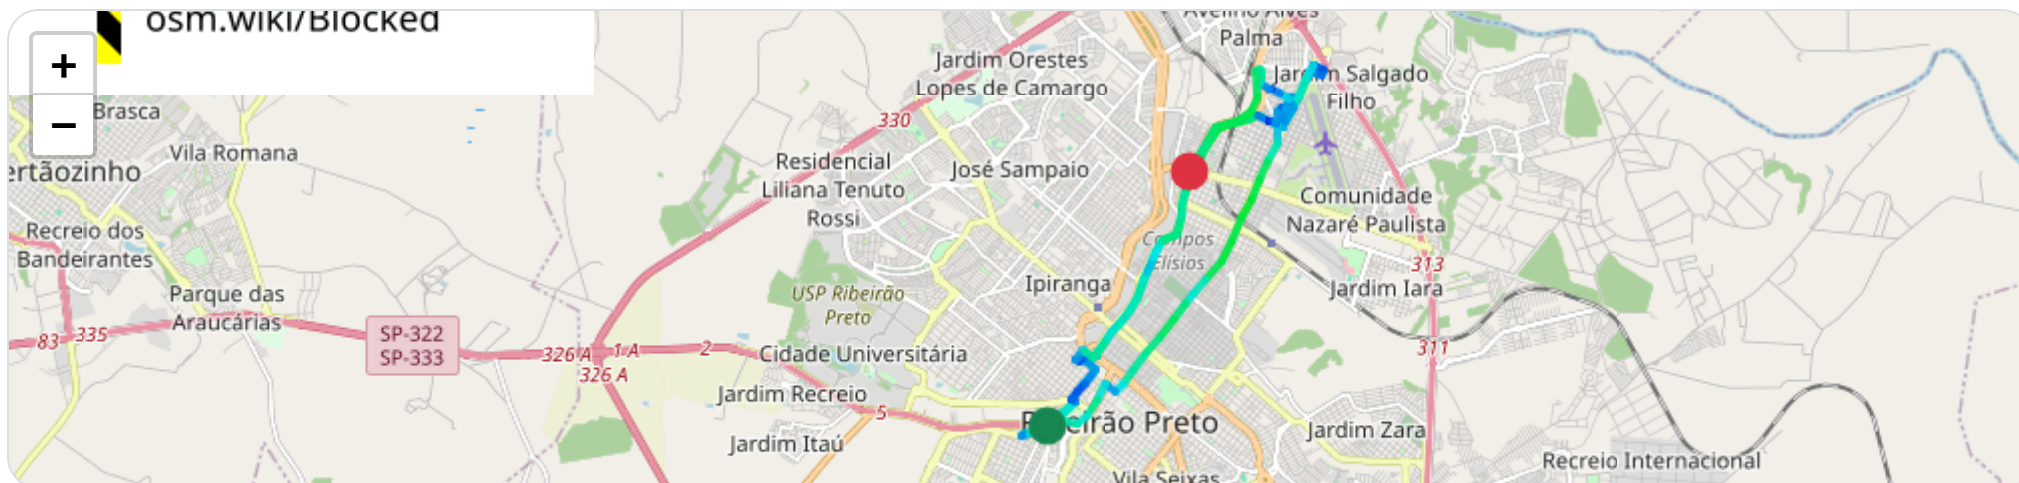 osm.wiki/Blocked
+
−
Avelino Alves
Palma
Jardim Orestes
Lopes de Camargo
Jardim Salgado
Filho
Brasca
330
Vila Romana
ertãozinho
Residencial
Liliana Tenuto
Rossi
José Sampaio
Comunidade
Nazaré Paulista
Recreio dos
Bandeirantes
Campos
Elísios
313
Ipiranga
Jardim Iara
Parque das
Araucárias
USP Ribeirão
Preto
83
335
SP-322
SP-333
326 A
1 A
2
326 A
Cidade Universitária
311
Jardim Recreio
5
Ribeirão Preto
Jardim Itaú
Jardim Zara
Recreio Internacional
Vila Seixas